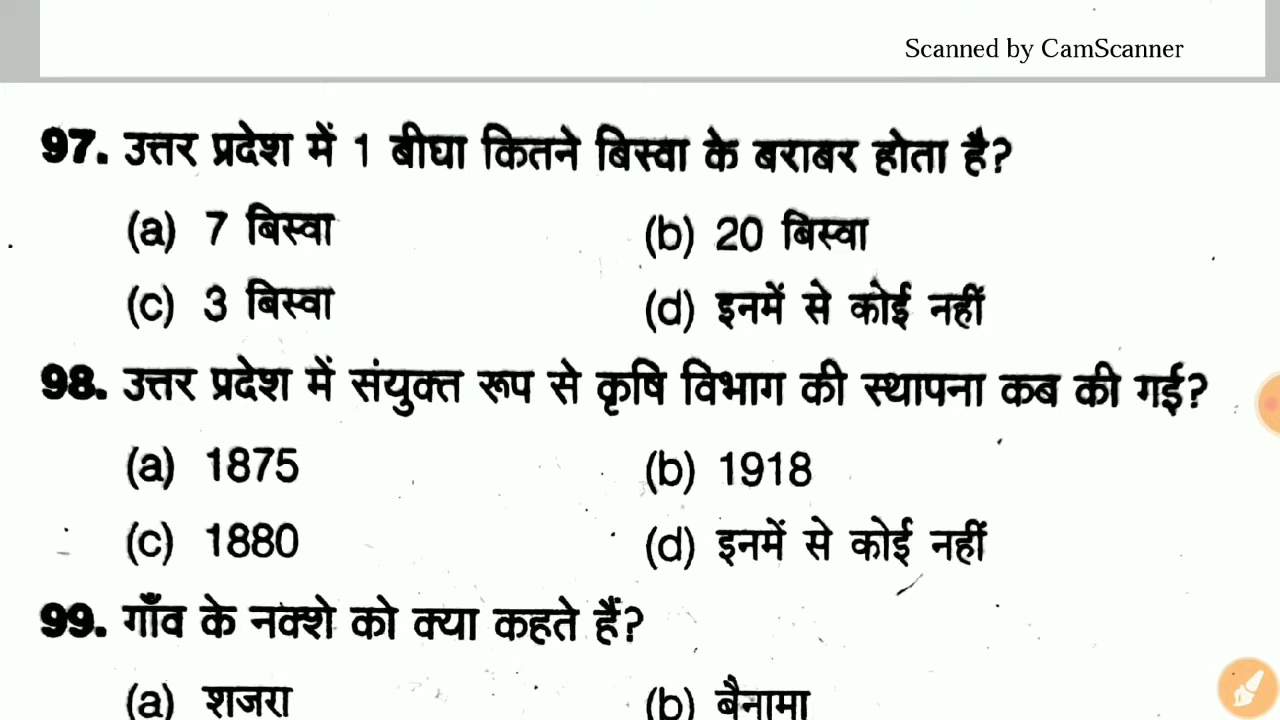 Scanned by CamScanner
97. उत्तर प्रदेश में 1 बीघा कितने बिस्वा के बराबर होता है?
(a) 7 बिस्वा (b) 20 बिस्वा
(c) 3 बिस्वा (d) इनमें से कोई नहीं
98. उत्तर प्रदेश में संयुक्त रूप से कृषि विभाग की स्थापना कब की गई?
(a) 1875 (b) 1918
(c) 1880 (d) इनमें से कोई नहीं
99. गाँव के नक्शे को क्या कहते हैं?
(a) शजरा (b) बैनामा